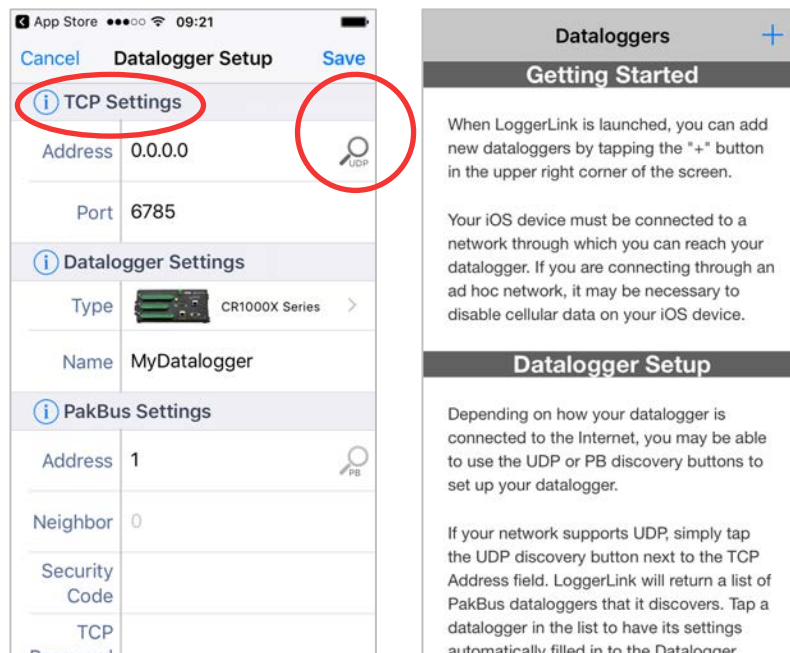 App Store 09:21
Cancel Datalogger Setup Save
i TCP Settings
Address 0.0.0.0 UDP
Port 6785
i Datalogger Settings
Type CR1000X Series
Name MyDatalogger
i PakBus Settings
Address 1 PB
Neighbor 0
Security
Code
TCP
Dataloggers +
Getting Started
When LoggerLink is launched, you can add
new dataloggers by tapping the "+" button
in the upper right corner of the screen.
Your iOS device must be connected to a
network through which you can reach your
datalogger. If you are connecting through an
ad hoc network, it may be necessary to
disable cellular data on your iOS device.
Datalogger Setup
Depending on how your datalogger is
connected to the Internet, you may be able
to use the UDP or PB discovery buttons to
set up your datalogger.
If your network supports UDP, simply tap
the UDP discovery button next to the TCP
Address field. LoggerLink will return a list of
PakBus dataloggers that it discovers. Tap a
datalogger in the list to have its settings
automatically filled in to the Datalogger